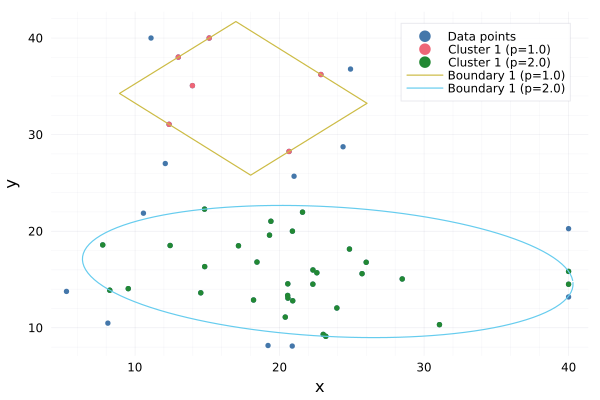 40
30
20
10
y
10
20
30
40
x
Data points
Cluster 1 (p=1.0)
Cluster 1 (p=2.0)
Boundary 1 (p=1.0)
Boundary 1 (p=2.0)